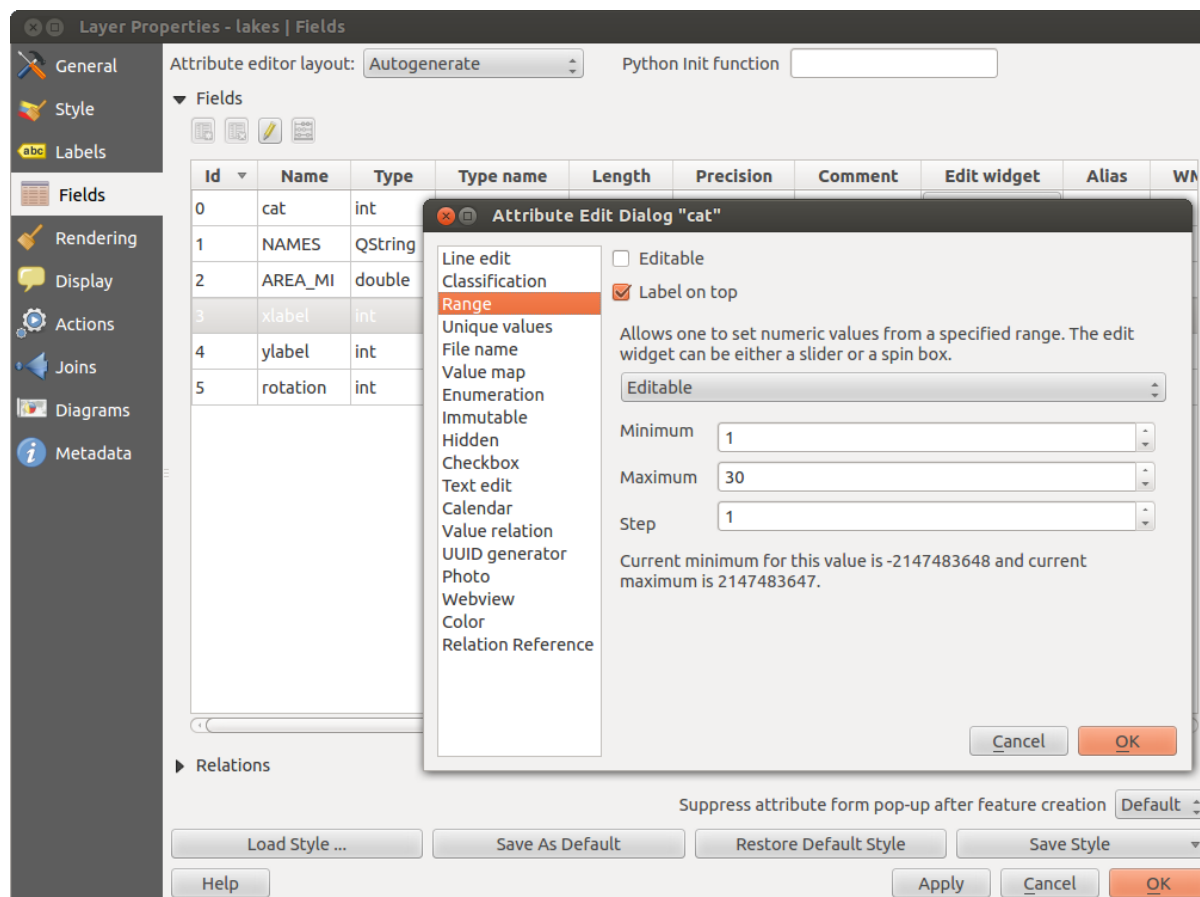 Layer Properties - lakes | Fields
General
Style
abc Labels
Fields
Rendering
Display
Actions
Joins
Diagrams
i Metadata
Attribute editor layout: Autogenerate Python Init function
Fields
Id Name Type Type name Length Precision Comment Edit widget Alias WM
0 cat int
1 NAMES QString
2 AREA_MI double
3 xlabel int
4 ylabel int
5 rotation int
Attribute Edit Dialog "cat"
Line edit
Classification
Range
Unique values
File name
Value map
Enumeration
Immutable
Hidden
Checkbox
Text edit
Calendar
Value relation
UUID generator
Photo
Webview
Color
Relation Reference
Editable
Label on top
Allows one to set numeric values from a specified range. The edit
widget can be either a slider or a spin box.
Editable
Minimum 1
Maximum 30
Step 1
Current minimum for this value is -2147483648 and current
maximum is 2147483647.
Cancel OK
Relations
Suppress attribute form pop-up after feature creation Default
Load Style ... Save As Default Restore Default Style Save Style
Help Apply Cancel OK